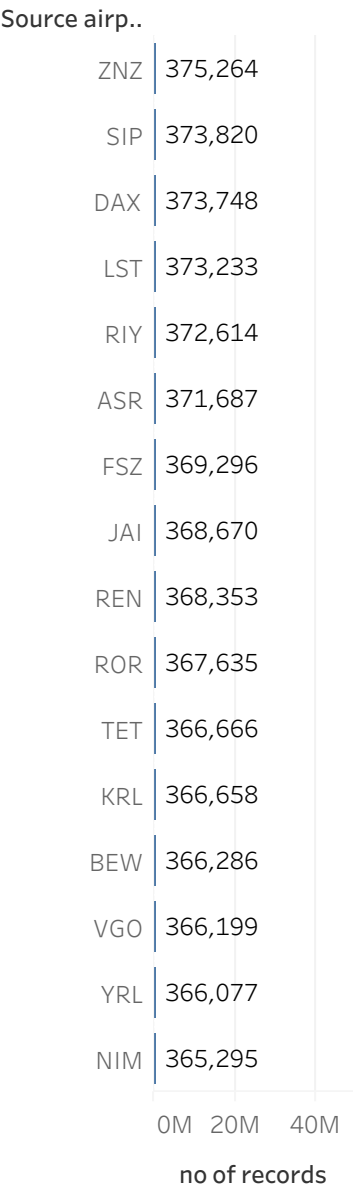 Source airp..
ZNZ 375,264
SIP 373,820
DAX 373,748
LST 373,233
RIY 372,614
ASR 371,687
FSZ 369,296
JAI 368,670
REN 368,353
ROR 367,635
TET 366,666
KRL 366,658
BEW 366,286
VGO 366,199
YRL 366,077
NIM 365,295
0M 20M 40M
no of records